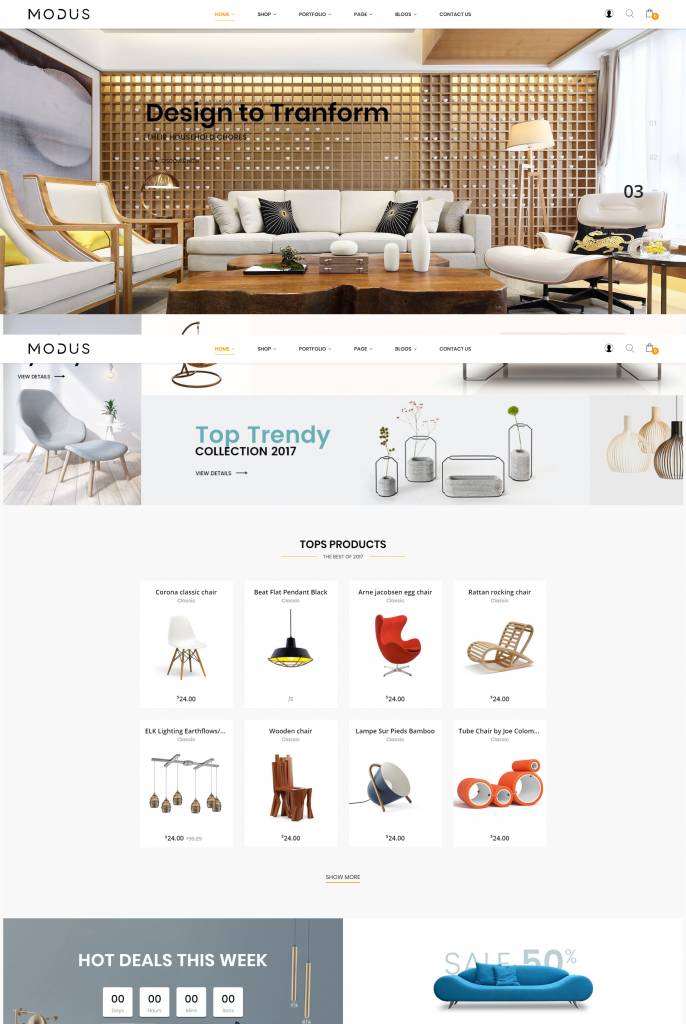 MODUS
HOME SHOP PORTFOLIO PAGE BLOGS CONTACT US
0
Design to Tranform
THEIR HOUSEHOLD CHORES
01
02
03
MODUS
HOME SHOP PORTFOLIO PAGE BLOGS CONTACT US
0
VIEW DETAILS
Top Trendy
COLLECTION 2017
VIEW DETAILS
TOPS PRODUCTS
THE BEST OF 2017
Corona classic chair
Classic
$24.00
Beat Flat Pendant Black
Classic
/5
Arne jacobsen egg chair
Classic
$24.00
Rattan rocking chair
Classic
$24.00
ELK Lighting Earthflows/...
Classic
$24.00
Wooden chair
Classic
$24.00
Lampe Sur Pieds Bamboo
Classic
$24.00
Tube Chair by Joe Colom...
Classic
$24.00
SHOW MORE
HOT DEALS THIS WEEK
00 00 00 00
Days Hours Mins Secs
SALE 50%